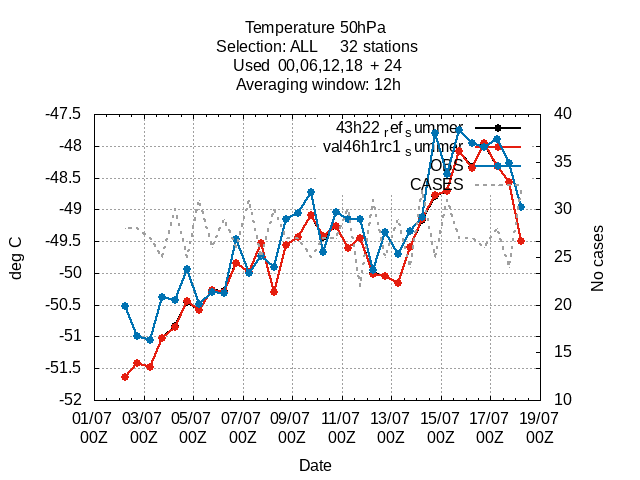 Temperature 50hPa
Selection: ALL 32 stations
Used 00,06,12,18 + 24
Averaging window: 12h
-47.5
-48
-48.5
-49
-49.5
-50
-50.5
-51
-51.5
-52
deg C
40
35
30
25
20
15
10
No cases
43h22 ref summer
val46h1rc1 summer
OBS
CASES
01/07 03/07 05/07 07/07 09/07 11/07 13/07 15/07 17/07 19/07
00Z 00Z 00Z 00Z 00Z 00Z 00Z 00Z 00Z 00Z
Date